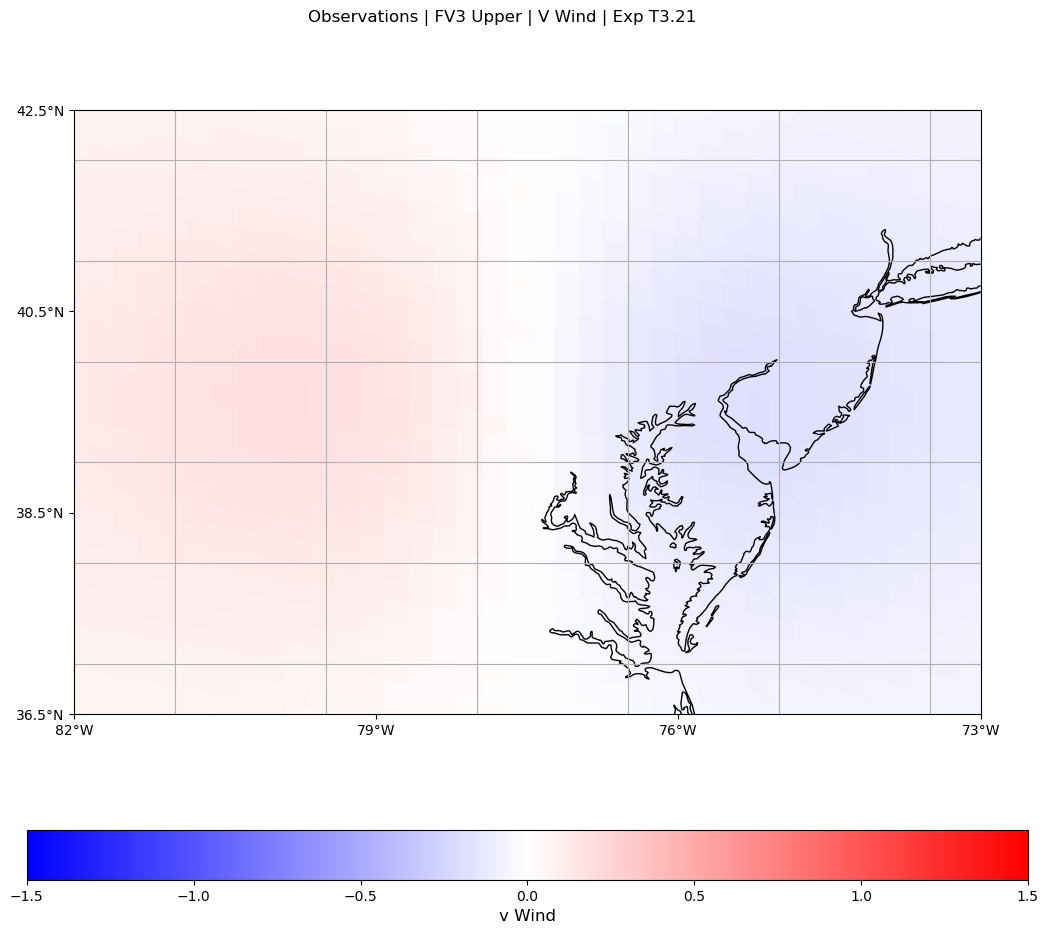 Observations | FV3 Upper | V Wind | Exp T3.21
42.5°N
40.5°N
38.5°N
36.5°N
82°W 79°W 76°W 73°W
−1.5 −1.0 −0.5 0.0 0.5 1.0 1.5
v Wind